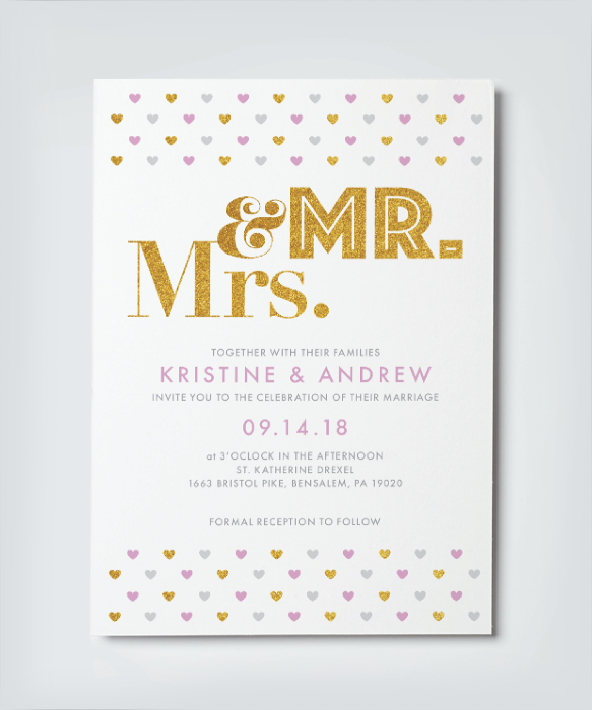 & MR.
Mrs.
TOGETHER WITH THEIR FAMILIES
KRISTINE & ANDREW
INVITE YOU TO THE CELEBRATION OF THEIR MARRIAGE
09.14.18
at 3'OCLOCK IN THE AFTERNOON
ST. KATHERINE DREXEL
1663 BRISTOL PIKE, BENSALEM, PA 19020
FORMAL RECEPTION TO FOLLOW